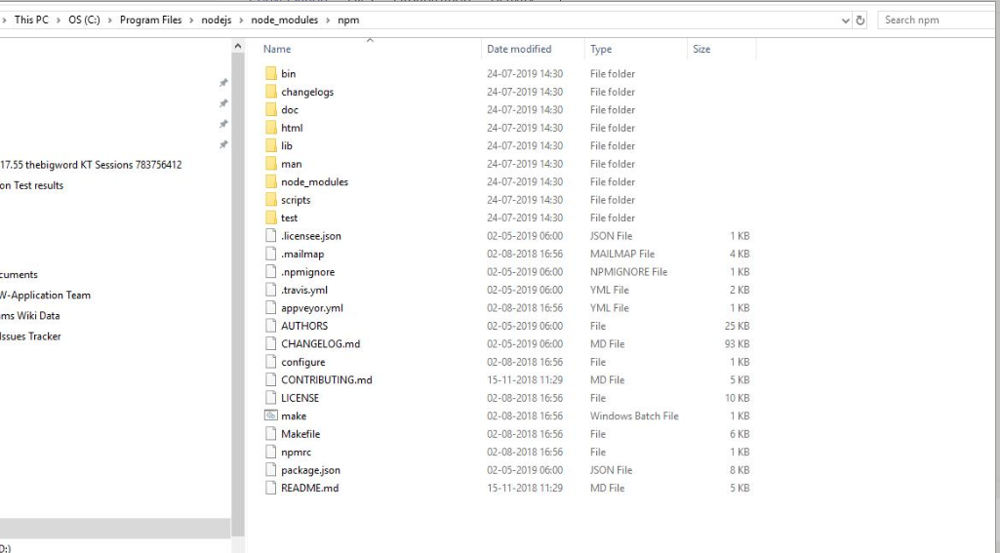 This PC > OS (C:) > Program Files > nodejs > node_modules > npm
Search npm
Name Date modified Type Size
bin 24-07-2019 14:30 File folder
changelogs 24-07-2019 14:30 File folder
doc 24-07-2019 14:30 File folder
html 24-07-2019 14:30 File folder
lib 24-07-2019 14:30 File folder
man 24-07-2019 14:30 File folder
node_modules 24-07-2019 14:30 File folder
scripts 24-07-2019 14:30 File folder
test 24-07-2019 14:30 File folder
.licensee.json 02-05-2019 06:00 JSON File 1 KB
.mailmap 02-08-2018 16:56 MAILMAP File 4 KB
.npmignore 02-05-2019 06:00 NPMIGNORE File 1 KB
.travis.yml 02-05-2019 06:00 YML File 2 KB
appveyor.yml 02-08-2018 16:56 YML File 1 KB
AUTHORS 02-05-2019 06:00 File 25 KB
CHANGELOG.md 02-05-2019 06:00 MD File 93 KB
configure 02-08-2018 16:56 File 1 KB
CONTRIBUTING.md 15-11-2018 11:29 MD File 5 KB
LICENSE 02-08-2018 16:56 File 10 KB
make 02-08-2018 16:56 Windows Batch File 1 KB
Makefile 02-08-2018 16:56 File 6 KB
npmrc 02-08-2018 16:56 File 1 KB
package.json 02-05-2019 06:00 JSON File 8 KB
README.md 15-11-2018 11:29 MD File 5 KB
17.55 thebigword KT Sessions 783756412
on Test results
cuments
W-Application Team
ms Wiki Data
Issues Tracker
D:)